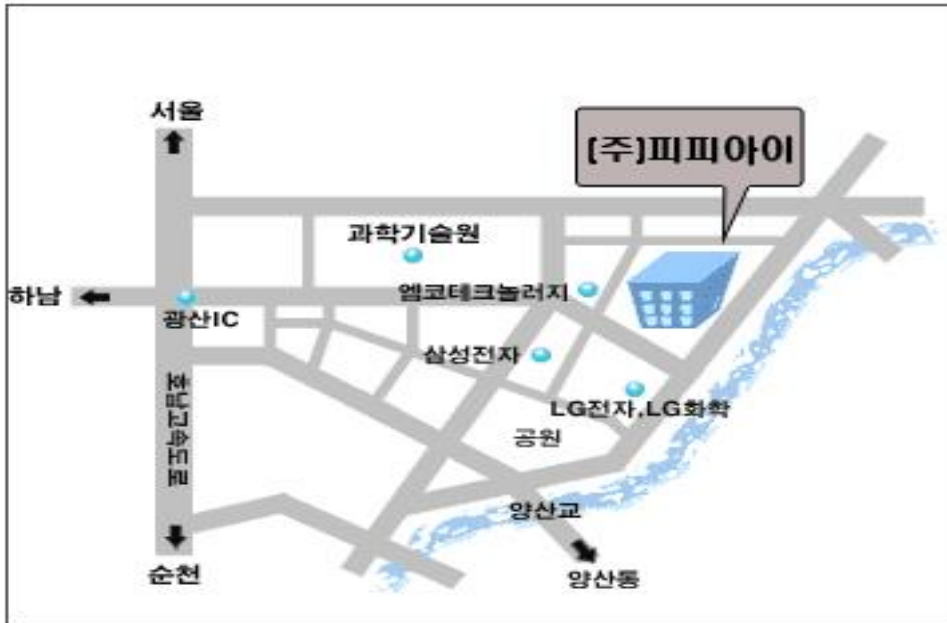 서울
(주)피피아이
과학기술원
하남
엠코테크놀러지
광산IC
삼성전자
호남고속도로
LG전자,LG화학
공원
양산교
순천
양산동